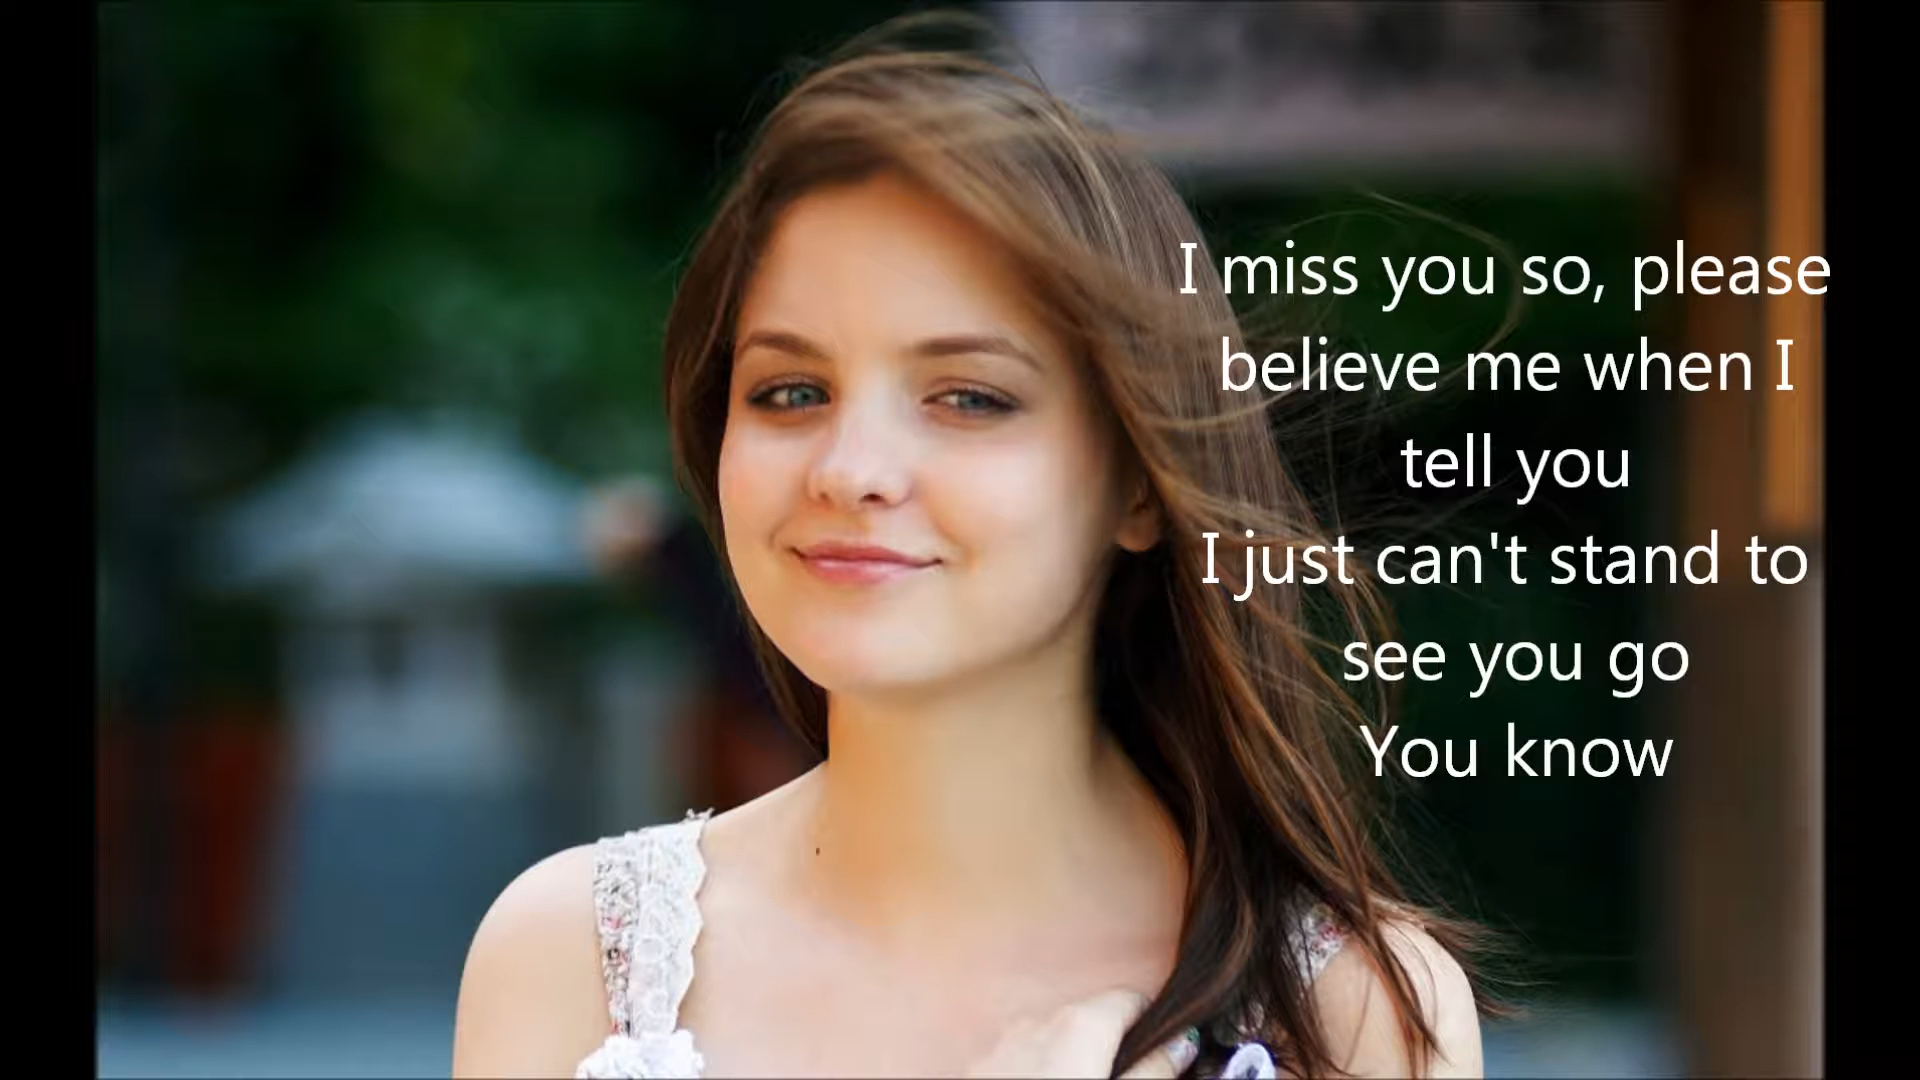 I miss you so, please
believe me when I
tell you
I just can't stand to
see you go
You know